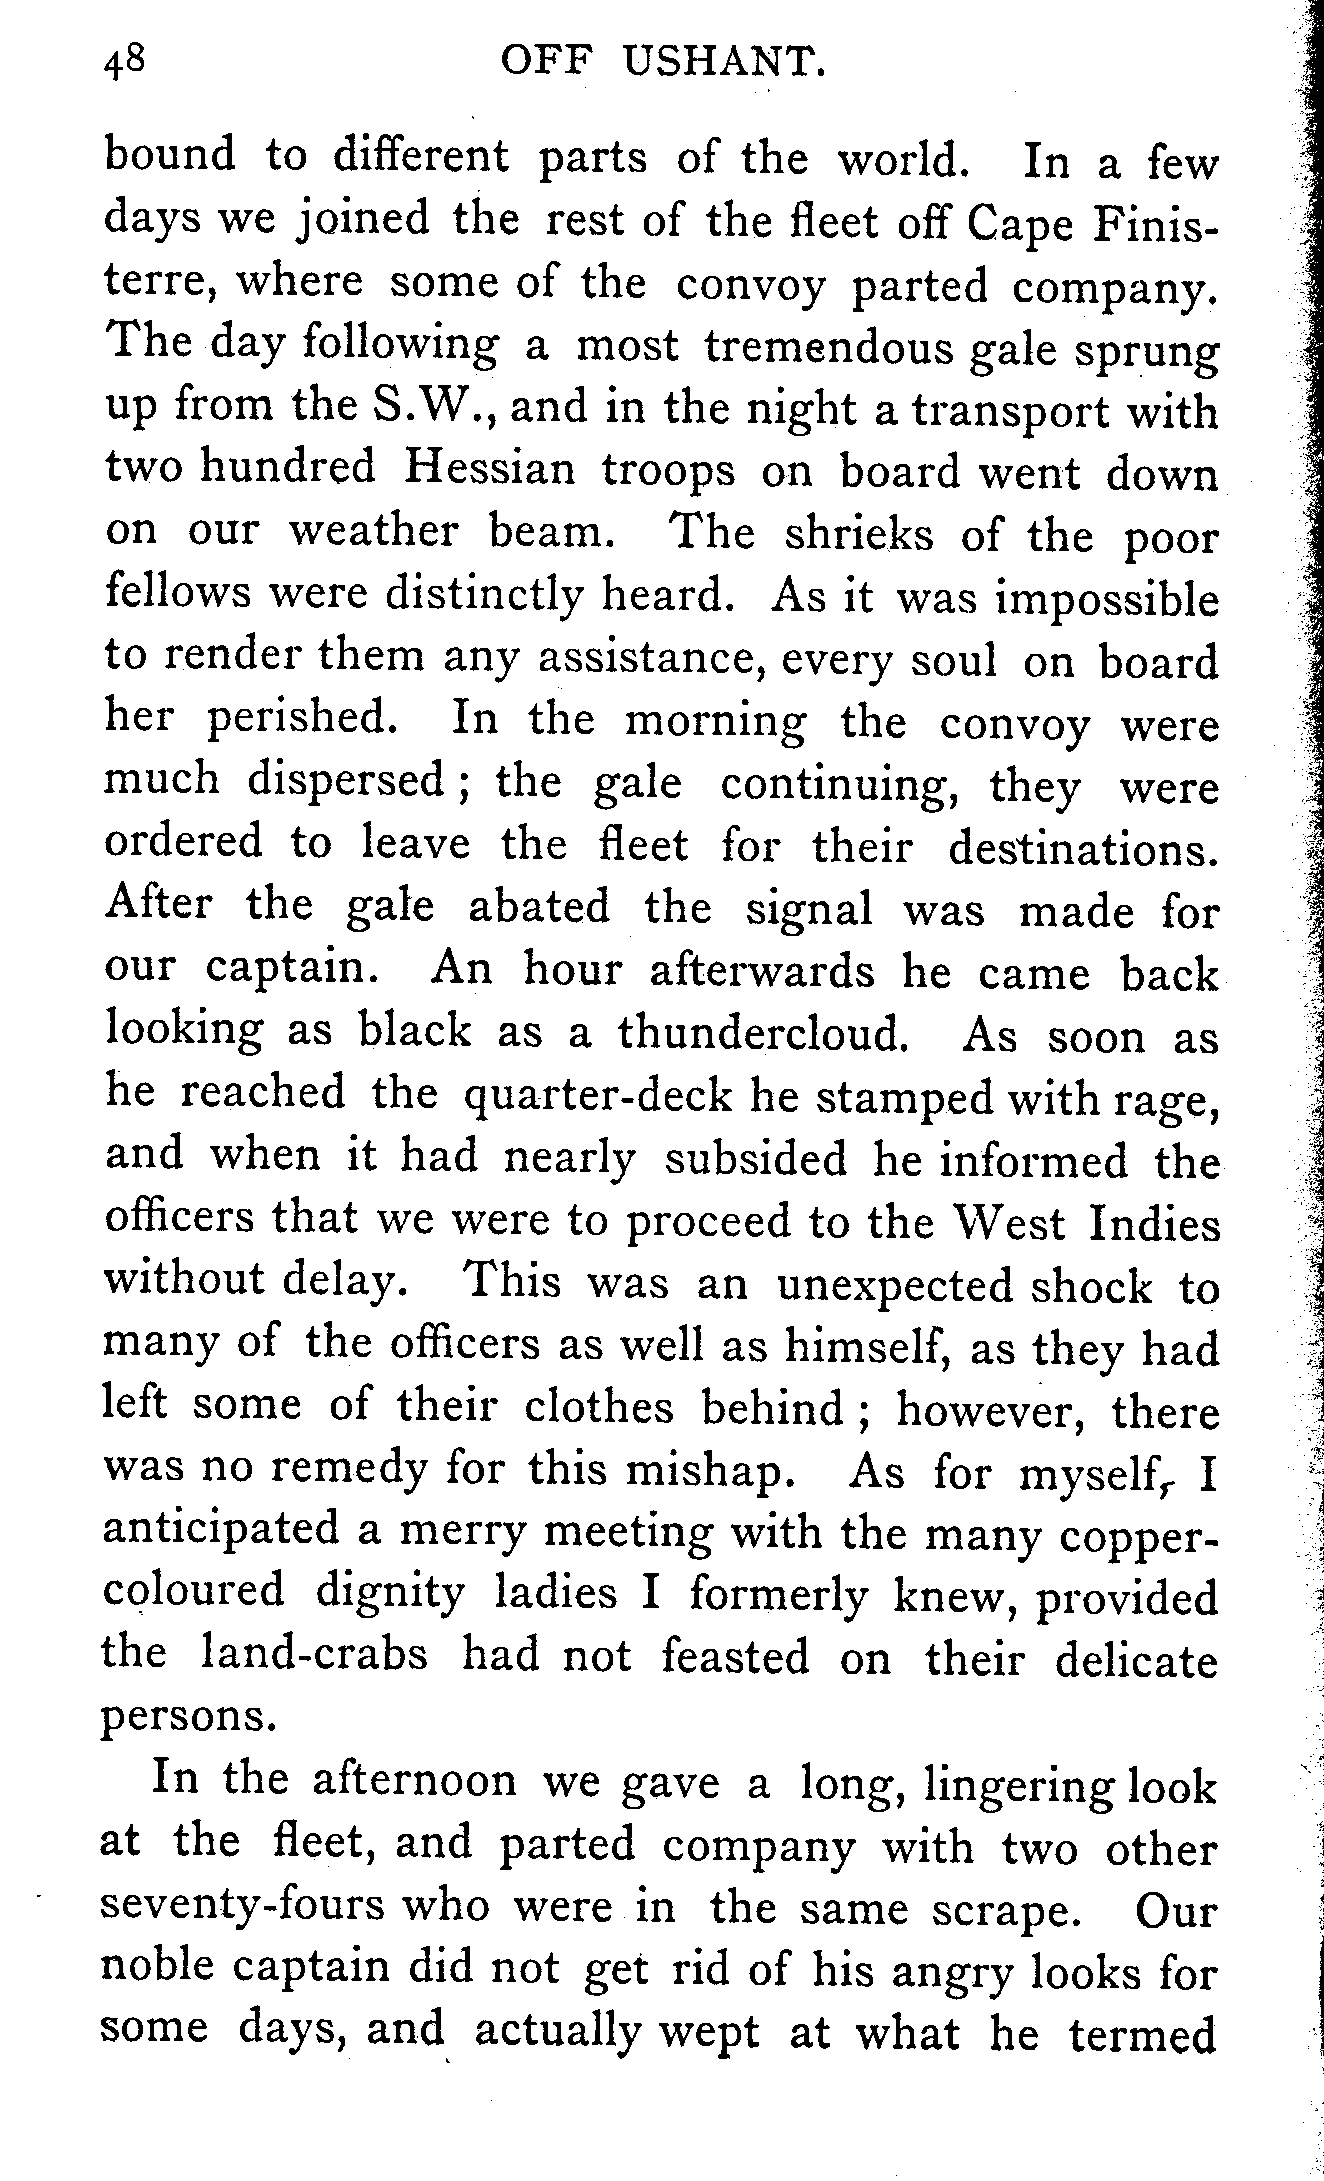 48 OFF USHANT.
bound to different parts of the world. In a few
days we joined the rest of the fleet off Cape Finis-
terre, where some of the convoy parted company.
The day following a most tremendous gale sprung
up from the S.W., and in the night a transport with
two hundred Hessian troops on board went down
on our weather beam. The shrieks of the poor
fellows were distinctly heard. As it was impossible
to render them any assistance, every soul on board
her perished. In the morning the convoy were
much dispersed ; the gale continuing, they were
ordered to leave the fleet for their destinations.
After the gale abated the signal was made for
our captain. An hour afterwards he came back
looking as black as a thundercloud. As soon as
he reached the quarter-deck he stamped with rage,
and when it had nearly subsided he informed the
officers that we were to proceed to the West Indies
without delay. This was an unexpected shock to
many of the officers as well as himself, as they had
left some of their clothes behind ; however, there
was no remedy for this mishap. As for myself, I
anticipated a merry meeting with the many copper-
coloured dignity ladies I formerly knew, provided
the land-crabs had not feasted on their delicate
persons.
In the afternoon we gave a long, lingering look
at the fleet, and parted company with two other
seventy-fours who were in the same scrape. Our
noble captain did not get rid of his angry looks for
some days, and actually wept at what he termed